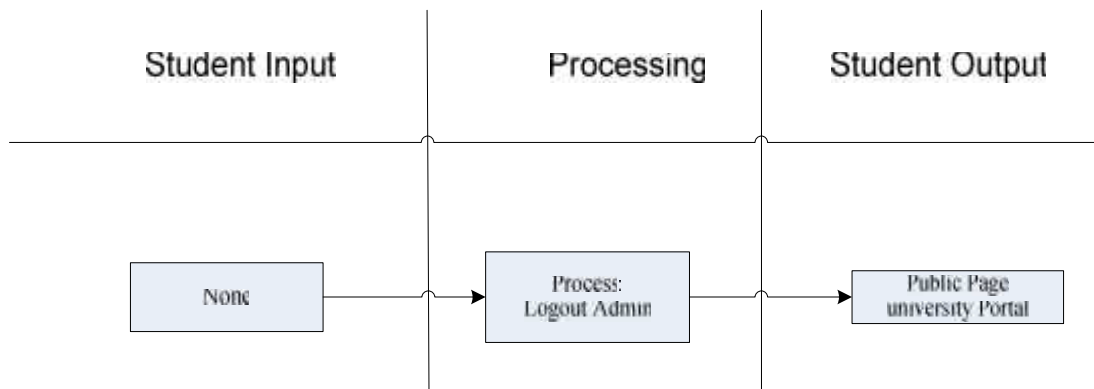 Student Input
Processing
Student Output
None
Process:
Logout Admin
Public Page
university Portal